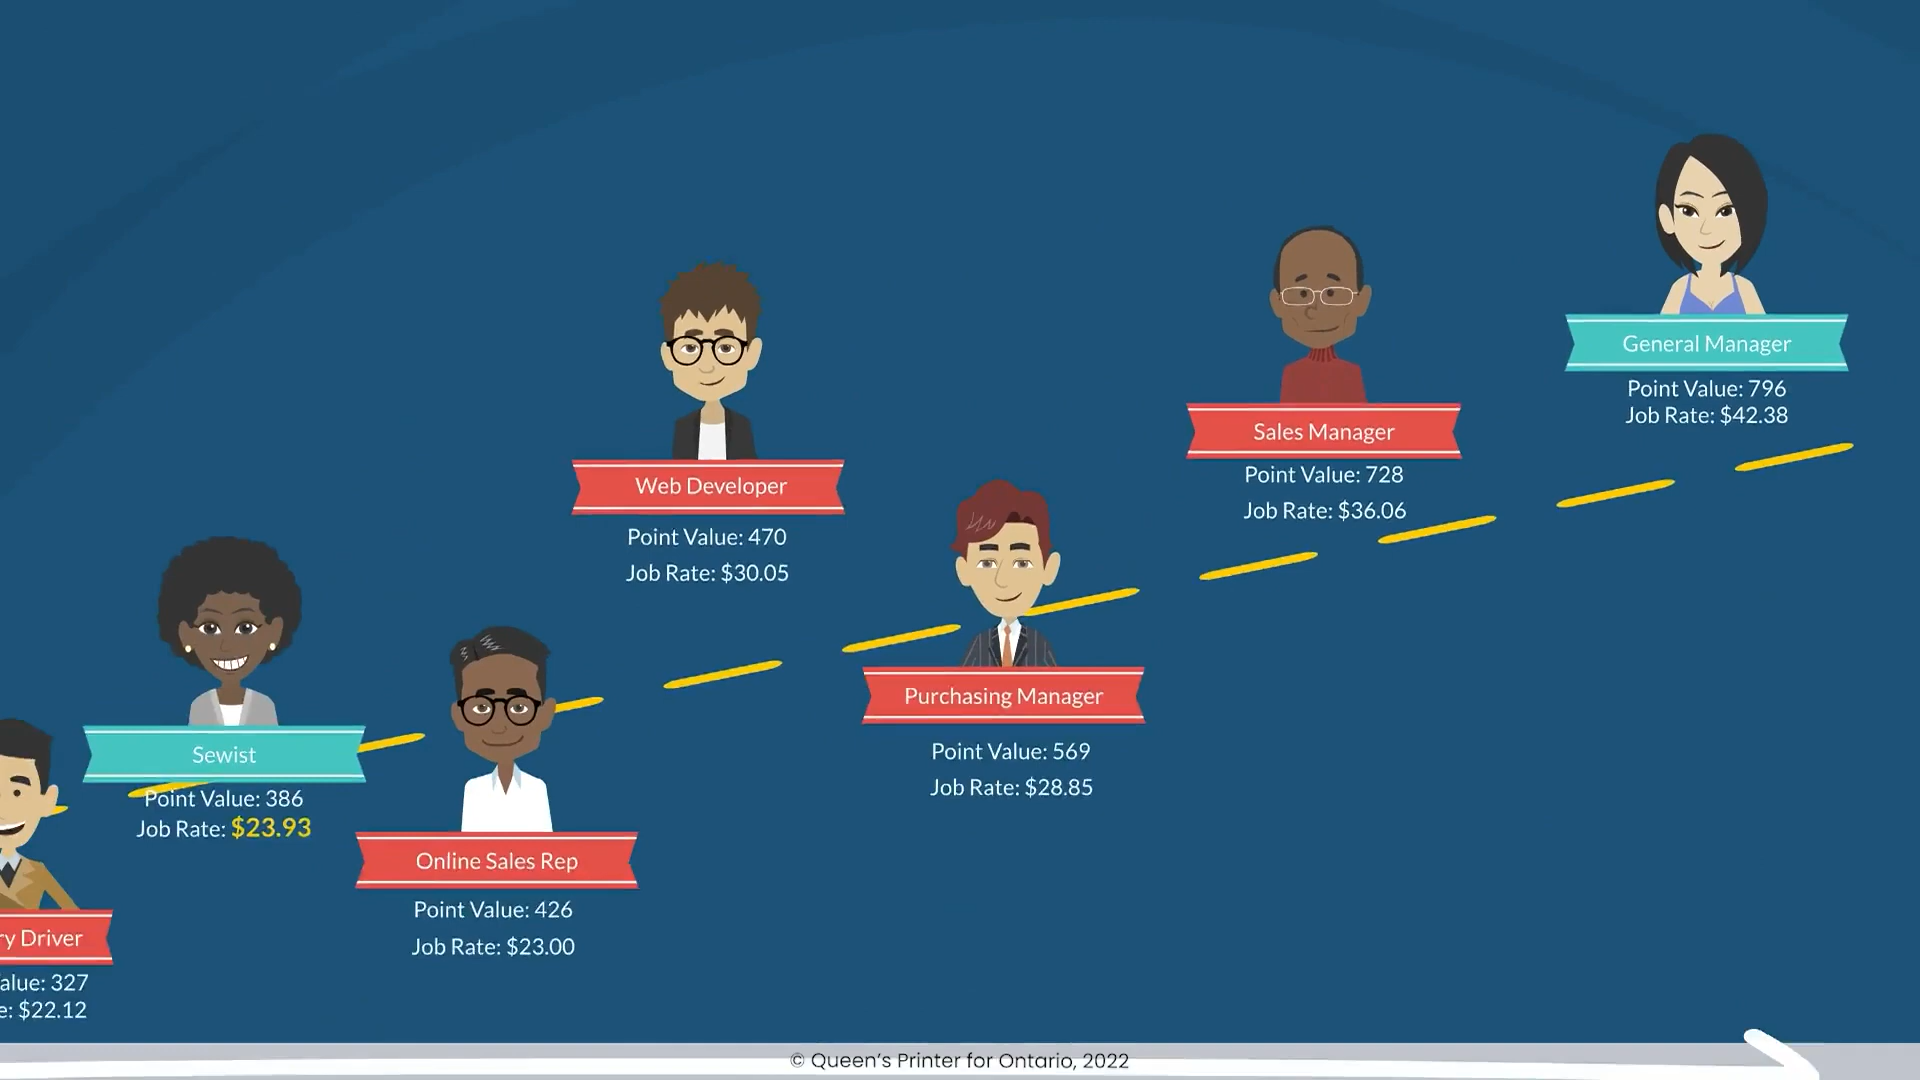 General Manager
Point Value: 796
Job Rate: $42.38
Sales Manager
Point Value: 728
Job Rate: $36.06
Web Developer
Point Value: 470
Job Rate: $30.05
Purchasing Manager
Point Value: 569
Job Rate: $28.85
Sewist
Point Value: 386
Job Rate: $23.93
Online Sales Rep
Point Value: 426
Job Rate: $23.00
Driver
327
$22.12
© Queen's Printer for Ontario, 2022